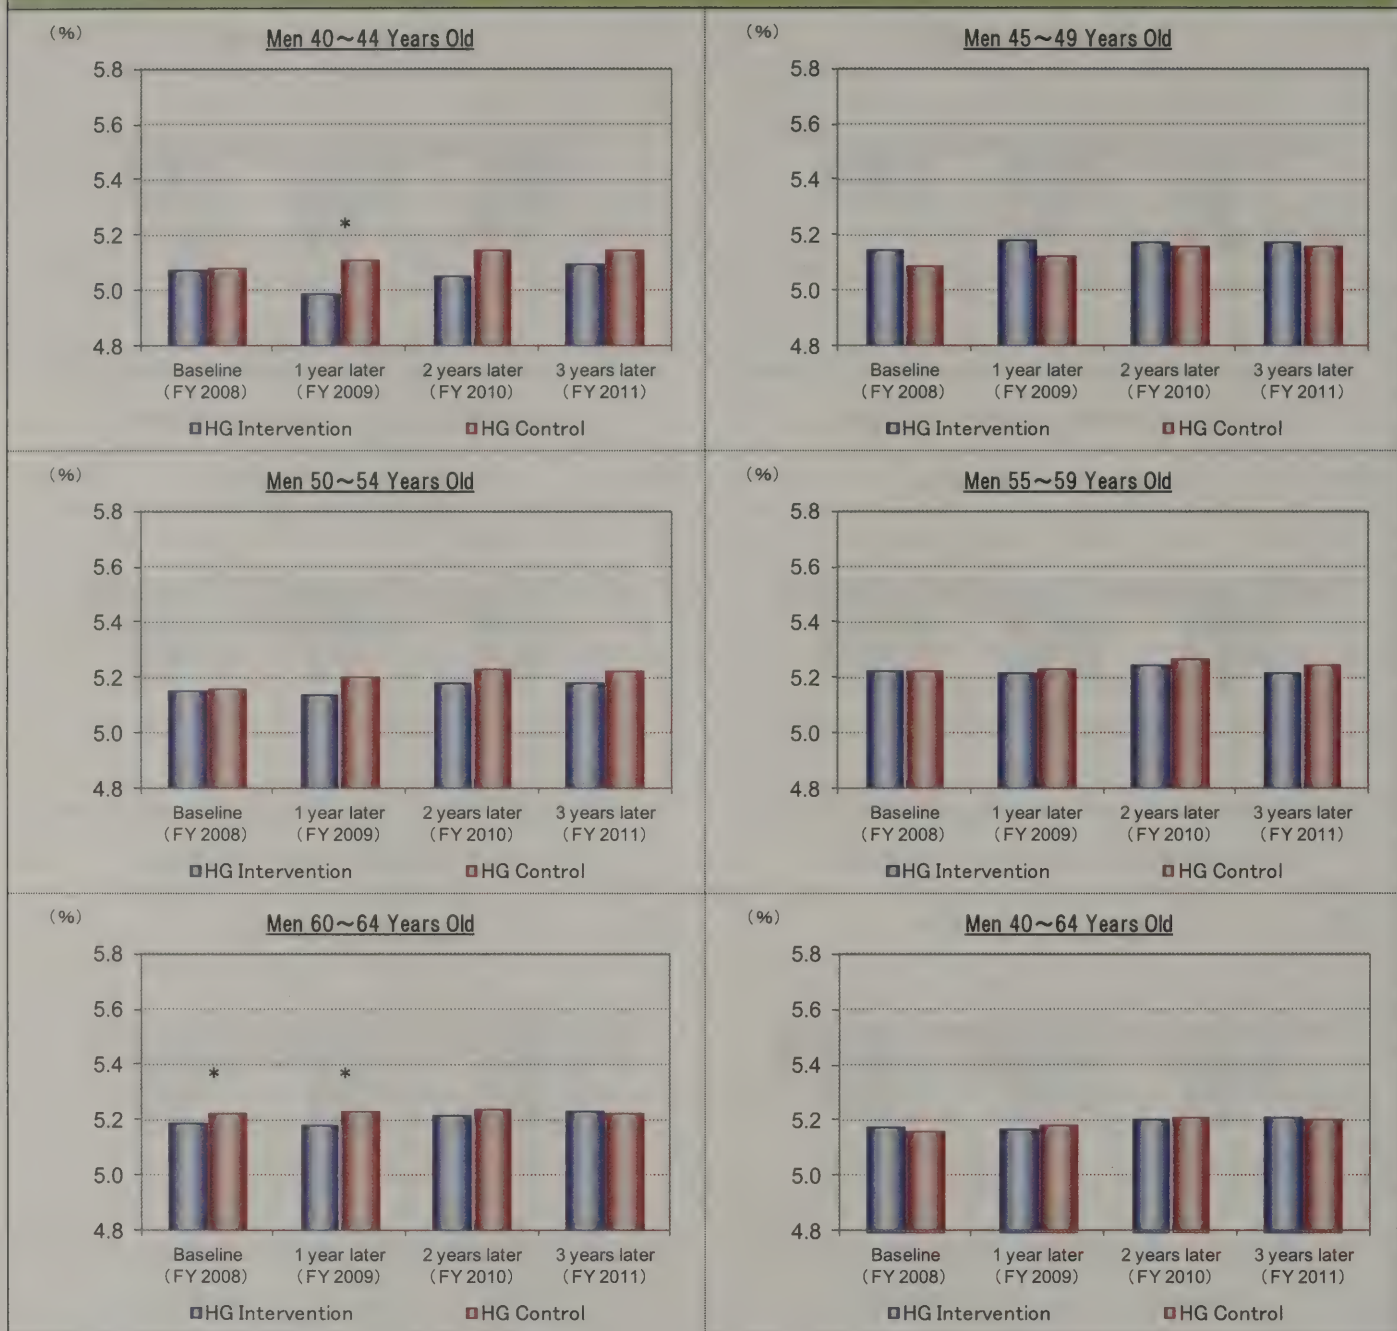 (%)
Men 40～44 Years Old
5.8
5.6
5.4
5.2
5.0
4.8
*
Baseline
(FY 2008)
1 year later
(FY 2009)
2 years later
(FY 2010)
3 years later
(FY 2011)
HG Intervention
HG Control
(%)
Men 45～49 Years Old
5.8
5.6
5.4
5.2
5.0
4.8
Baseline
(FY 2008)
1 year later
(FY 2009)
2 years later
(FY 2010)
3 years later
(FY 2011)
HG Intervention
HG Control
(%)
Men 50～54 Years Old
5.8
5.6
5.4
5.2
5.0
4.8
Baseline
(FY 2008)
1 year later
(FY 2009)
2 years later
(FY 2010)
3 years later
(FY 2011)
HG Intervention
HG Control
(%)
Men 55～59 Years Old
5.8
5.6
5.4
5.2
5.0
4.8
Baseline
(FY 2008)
1 year later
(FY 2009)
2 years later
(FY 2010)
3 years later
(FY 2011)
HG Intervention
HG Control
(%)
Men 60～64 Years Old
5.8
5.6
5.4
5.2
5.0
4.8
*
*
Baseline
(FY 2008)
1 year later
(FY 2009)
2 years later
(FY 2010)
3 years later
(FY 2011)
HG Intervention
HG Control
(%)
Men 40～64 Years Old
5.8
5.6
5.4
5.2
5.0
4.8
Baseline
(FY 2008)
1 year later
(FY 2009)
2 years later
(FY 2010)
3 years later
(FY 2011)
HG Intervention
HG Control